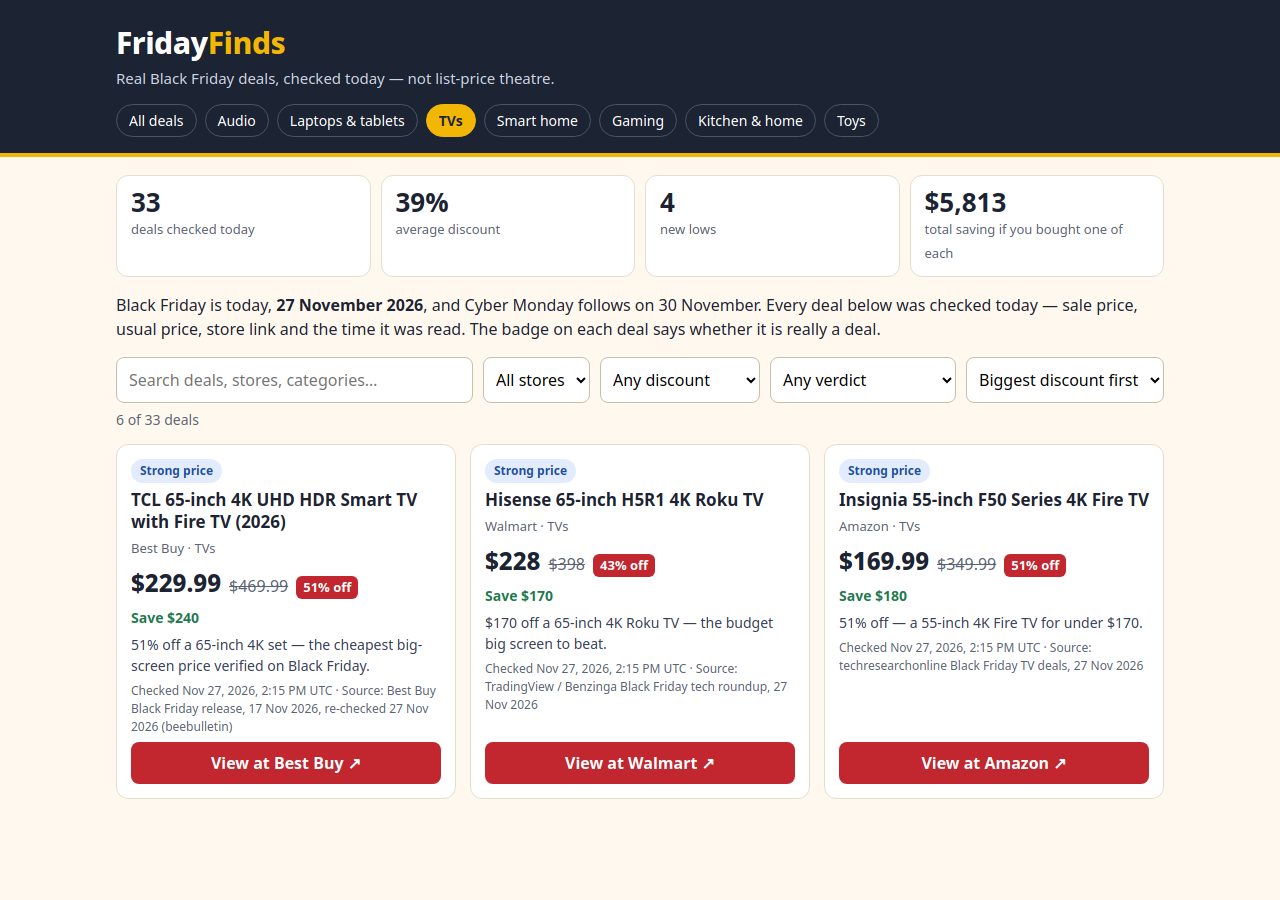 FridayFinds
Real Black Friday deals, checked today — not list-price theatre.
All deals
Audio
Laptops & tablets
TVs
Smart home
Gaming
Kitchen & home
Toys
33
deals checked today
39%
average discount
4
new lows
$5,813
total saving if you bought one of
each
Black Friday is today, 27 November 2026, and Cyber Monday follows on 30 November. Every deal below was checked today — sale price,
usual price, store link and the time it was read. The badge on each deal says whether it is really a deal.
Search deals, stores, categories...
All stores
Any discount
Any verdict
Biggest discount first
6 of 33 deals
Strong price
TCL 65-inch 4K UHD HDR Smart TV
with Fire TV (2026)
Best Buy · TVs
$229.99 $469.99 51% off
Save $240
51% off a 65-inch 4K set — the cheapest big-
screen price verified on Black Friday.
Checked Nov 27, 2026, 2:15 PM UTC · Source: Best Buy
Black Friday release, 17 Nov 2026, re-checked 27 Nov
2026 (beebulletin)
View at Best Buy ↗
Strong price
Hisense 65-inch H5R1 4K Roku TV
Walmart · TVs
$228 $398 43% off
Save $170
$170 off a 65-inch 4K Roku TV — the budget
big screen to beat.
Checked Nov 27, 2026, 2:15 PM UTC · Source:
TradingView / Benzinga Black Friday tech roundup, 27
Nov 2026
View at Walmart ↗
Strong price
Insignia 55-inch F50 Series 4K Fire TV
Amazon · TVs
$169.99 $349.99 51% off
Save $180
51% off — a 55-inch 4K Fire TV for under $170.
Checked Nov 27, 2026, 2:15 PM UTC · Source:
techresearchonline Black Friday TV deals, 27 Nov 2026
View at Amazon ↗